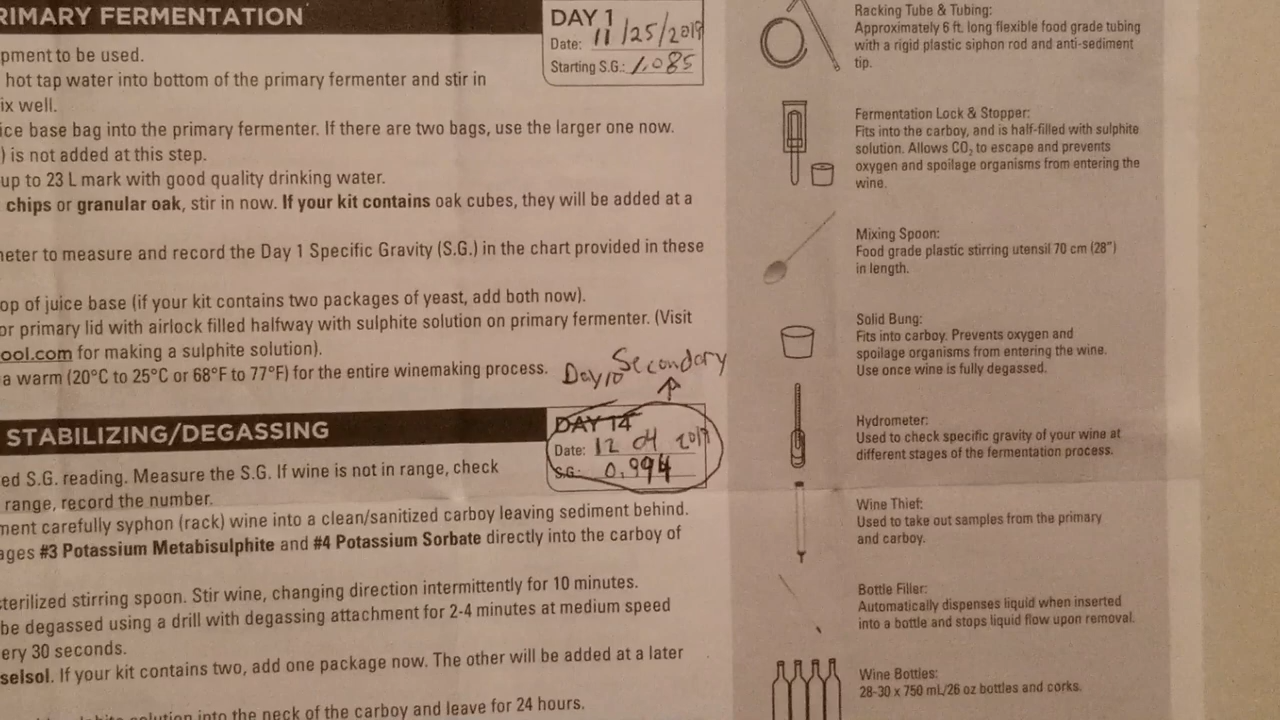 RIMARY FERMENTATION
DAY 1
Date: 11/25/2019
Starting S.G.: 1.085
pment to be used.
hot tap water into bottom of the primary fermenter and stir in
ix well.
ice base bag into the primary fermenter. If there are two bags, use the larger one now.
) is not added at this step.
up to 23 L mark with good quality drinking water.
chips or granular oak, stir in now. If your kit contains oak cubes, they will be added at a
neter to measure and record the Day 1 Specific Gravity (S.G.) in the chart provided in these
op of juice base (if your kit contains two packages of yeast, add both now).
or primary lid with airlock filled halfway with sulphite solution on primary fermenter. (Visit
ool.com for making a sulphite solution).
a warm (20°C to 25°C or 68°F to 77°F) for the entire winemaking process.
Day 10 Secondary
STABILIZING/DEGASSING
DAY 14
Date: 12 04 2019
S.G.: 0.994
ed S.G. reading. Measure the S.G. If wine is not in range, check
range, record the number.
ment carefully syphon (rack) wine into a clean/sanitized carboy leaving sediment behind.
ages #3 Potassium Metabisulphite and #4 Potassium Sorbate directly into the carboy of
sterilized stirring spoon. Stir wine, changing direction intermittently for 10 minutes.
be degassed using a drill with degassing attachment for 2-4 minutes at medium speed
ery 30 seconds.
selsol. If your kit contains two, add one package now. The other will be added at a later
solution into the neck of the carboy and leave for 24 hours.
Racking Tube & Tubing:
Approximately 6 ft. long flexible food grade tubing
with a rigid plastic siphon rod and anti-sediment
tip.
Fermentation Lock & Stopper:
Fits into the carboy, and is half-filled with sulphite
solution. Allows CO₂ to escape and prevents
oxygen and spoilage organisms from entering the
wine.
Mixing Spoon:
Food grade plastic stirring utensil 70 cm (28")
in length.
Solid Bung:
Fits into carboy. Prevents oxygen and
spoilage organisms from entering the wine.
Use once wine is fully degassed.
Hydrometer:
Used to check specific gravity of your wine at
different stages of the fermentation process.
Wine Thief:
Used to take out samples from the primary
and carboy.
Bottle Filler:
Automatically dispenses liquid when inserted
into a bottle and stops liquid flow upon removal.
Wine Bottles:
28-30 x 750 mL/26 oz bottles and corks.